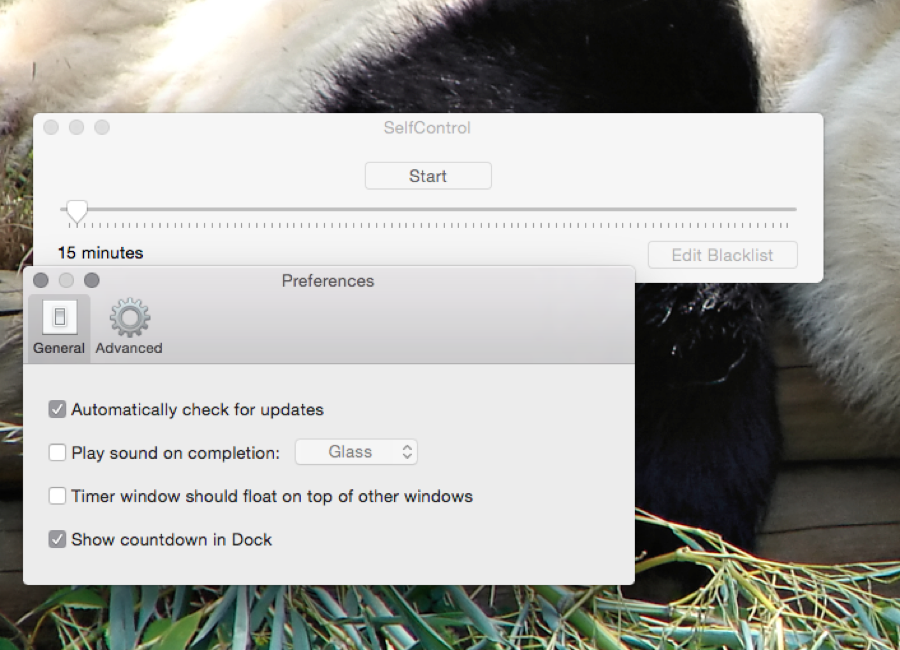 SelfControl
Start
15 minutes
Edit Blacklist
Preferences
General
Advanced
Automatically check for updates
Play sound on completion:
Glass
Timer window should float on top of other windows
Show countdown in Dock